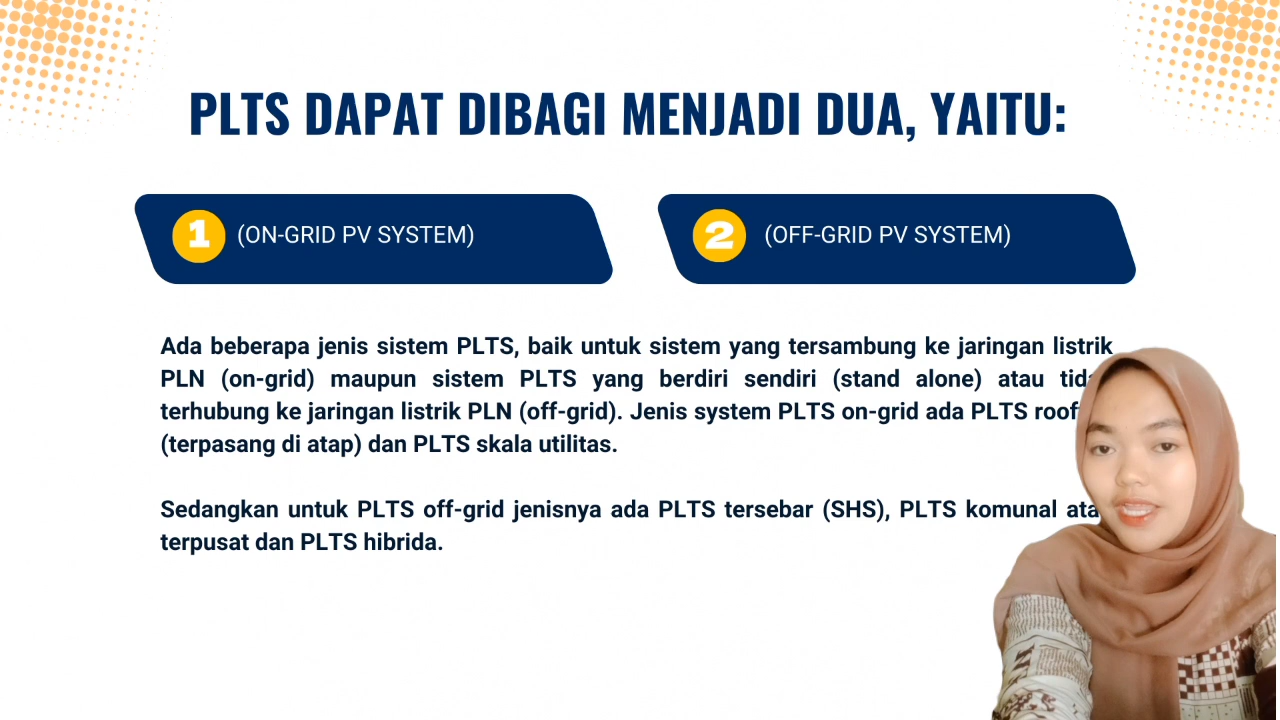 PLTS DAPAT DIBAGI MENJADI DUA, YAITU:
1 (ON-GRID PV SYSTEM)
2 (OFF-GRID PV SYSTEM)
Ada beberapa jenis sistem PLTS, baik untuk sistem yang tersambung ke jaringan listrik
PLN (on-grid) maupun sistem PLTS yang berdiri sendiri (stand alone) atau
terhubung ke jaringan listrik PLN (off-grid). Jenis system PLTS on-grid ada PLTS
(terpasang di atap) dan PLTS skala utilitas.
Sedangkan untuk PLTS off-grid jenisnya ada PLTS tersebar (SHS), PLTS komunal
terpusat dan PLTS hibrida.